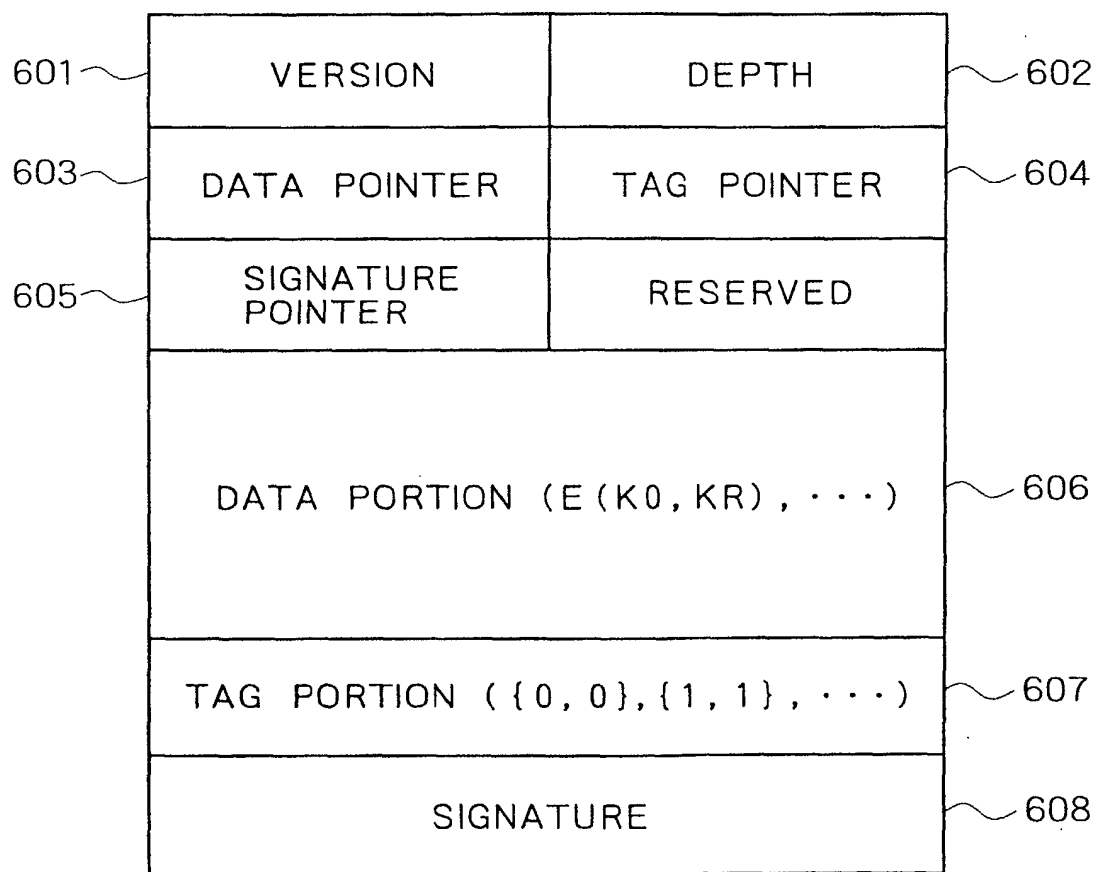 601 VERSION DEPTH 602
603 DATA POINTER TAG POINTER 604
605 SIGNATURE POINTER RESERVED
DATA PORTION (E(K0,KR),···) 606
TAG PORTION ({0,0},{1,1},···) 607
SIGNATURE 608